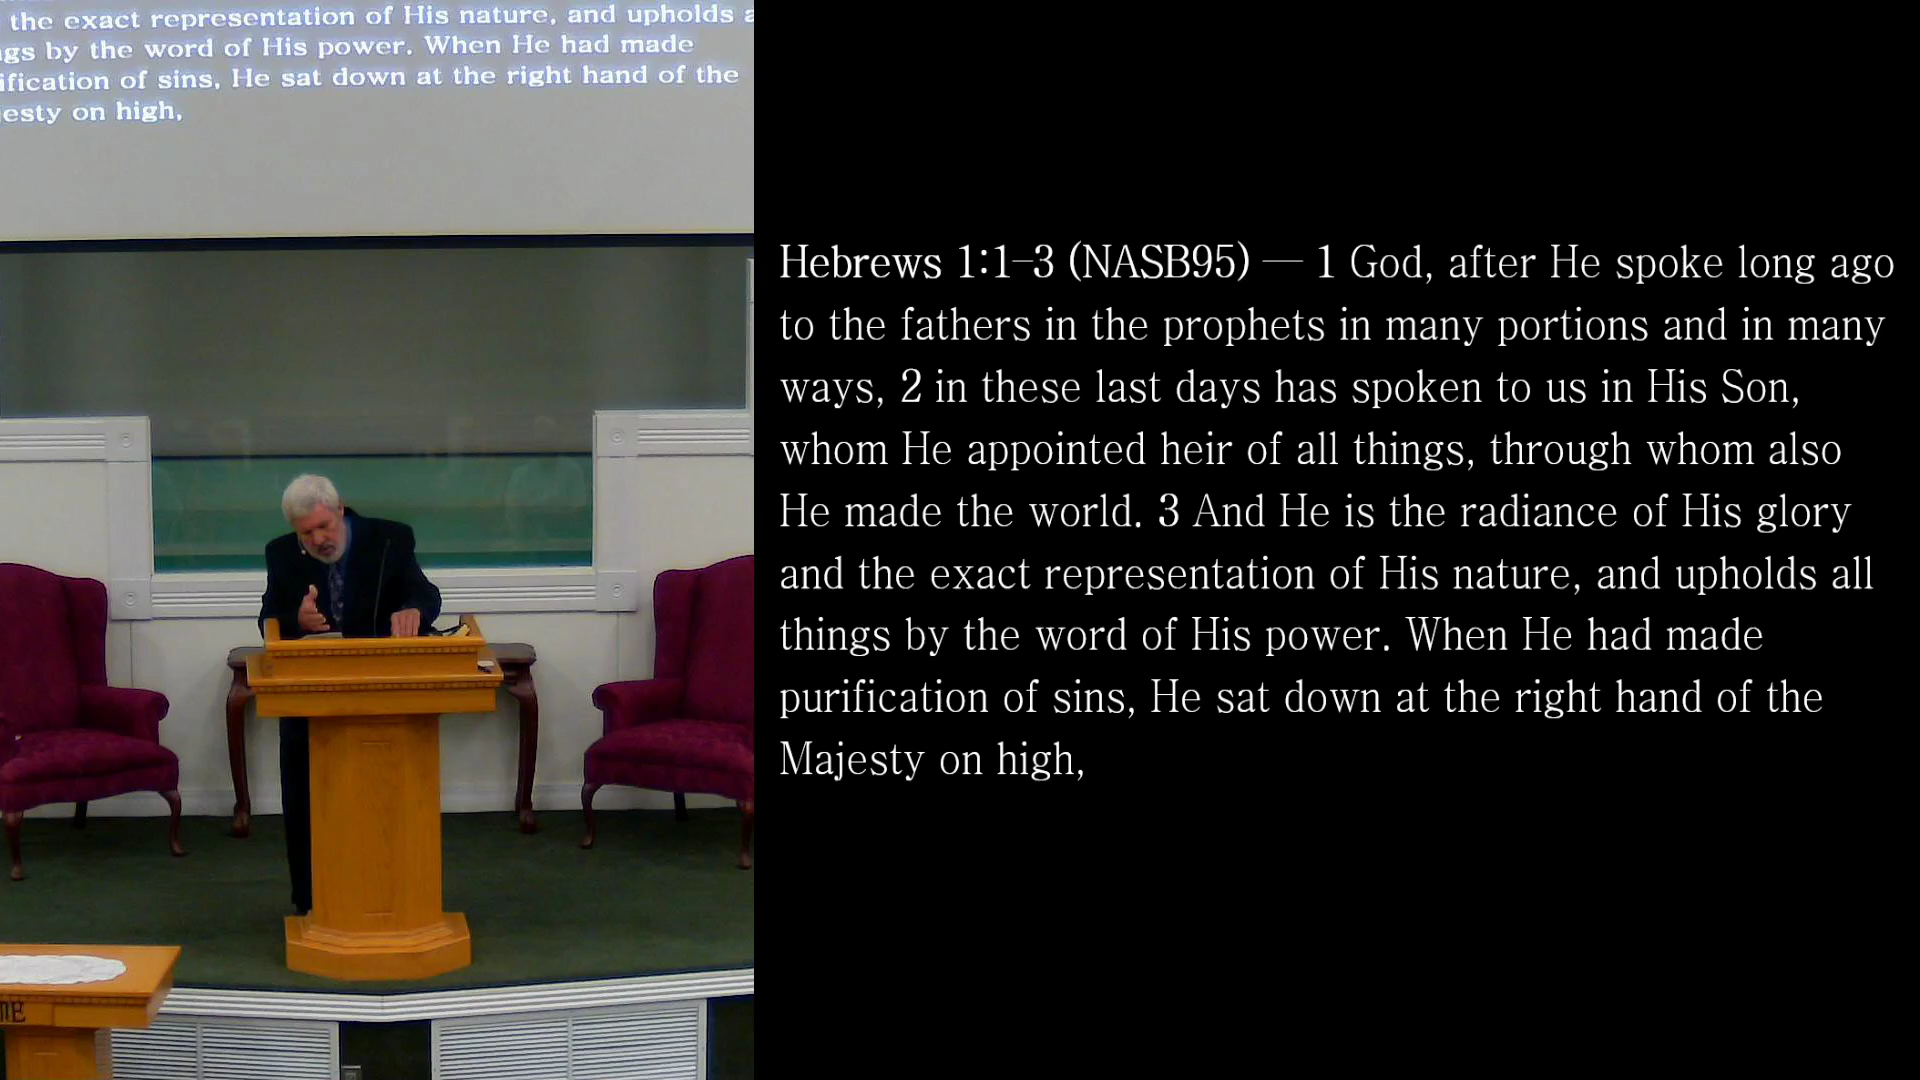 the exact representation of His nature, and upholds a
gs by the word of His power. When He had made
ification of sins, He sat down at the right hand of the
esty on high,
Hebrews 1:1–3 (NASB95) — 1 God, after He spoke long ago
to the fathers in the prophets in many portions and in many
ways, 2 in these last days has spoken to us in His Son,
whom He appointed heir of all things, through whom also
He made the world. 3 And He is the radiance of His glory
and the exact representation of His nature, and upholds all
things by the word of His power. When He had made
purification of sins, He sat down at the right hand of the
Majesty on high,
ME